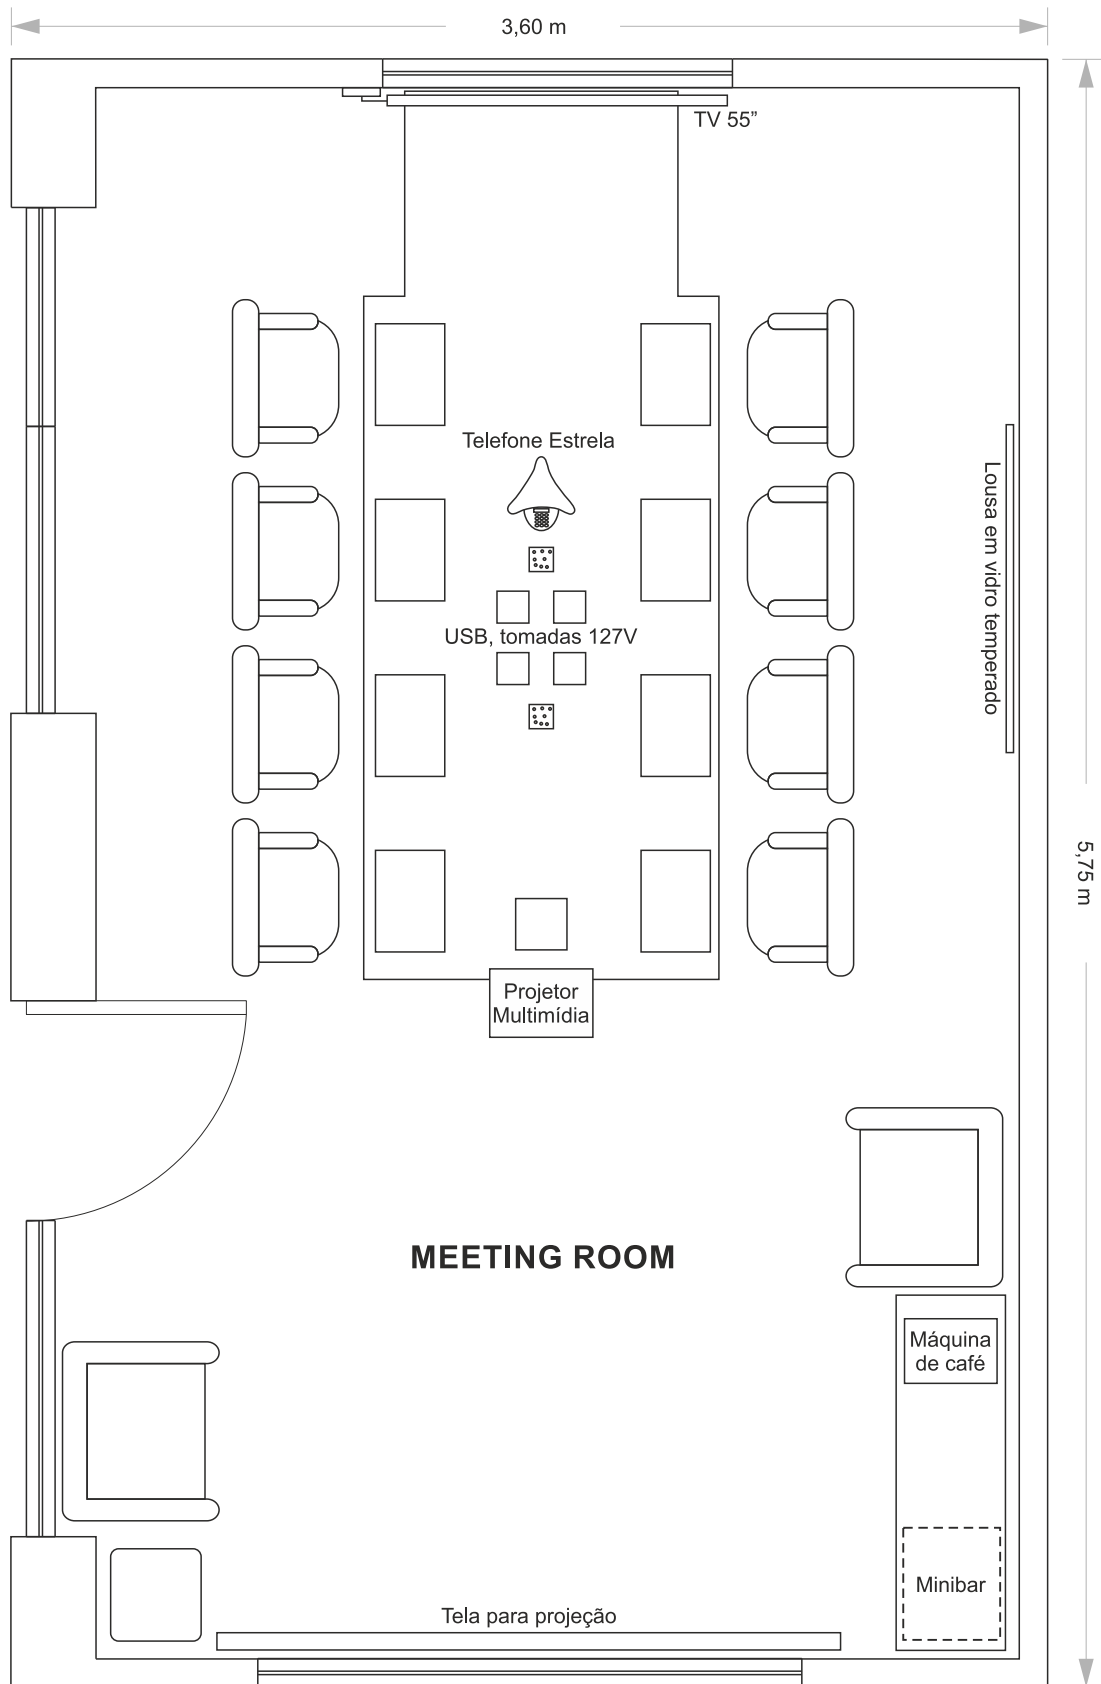 3,60 m
TV 55”
Telefone Estrela
Lousa em vidro temperado
USB, tomadas 127V
5,75 m
Projetor
Multimídia
MEETING ROOM
Máquina
de café
Minibar
Tela para projeção